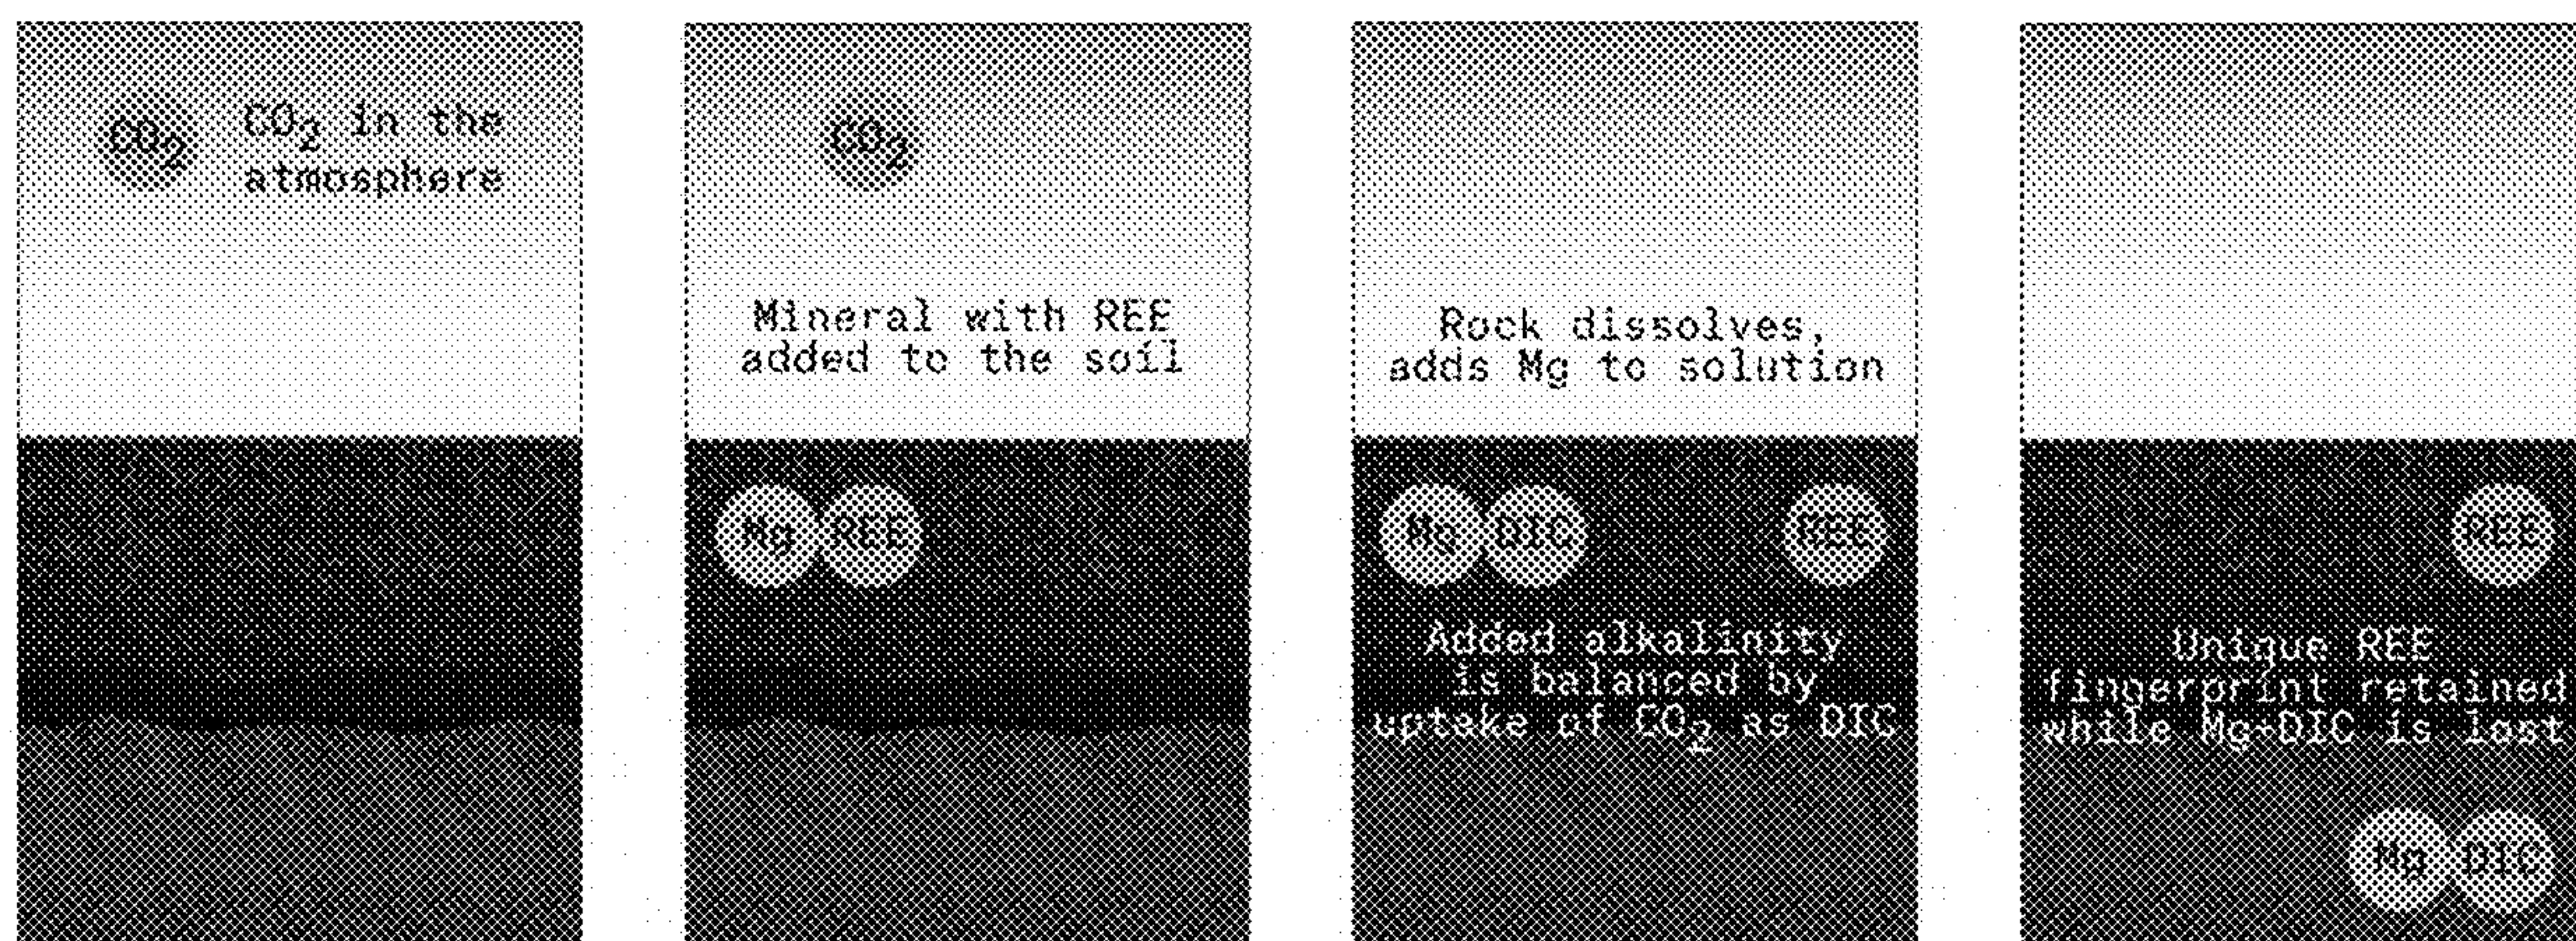 CO₂
CO₂ in the
atmosphere
CO₂
Mineral with REE
added to the soil
Mg REE
Rock dissolves,
adds Mg to solution
Mg DIC REE
Added alkalinity
is balanced by
uptake of CO₂ as DIC
REE
Unique REE
fingerprint retained
while Mg+DIC is lost
Mg DIC